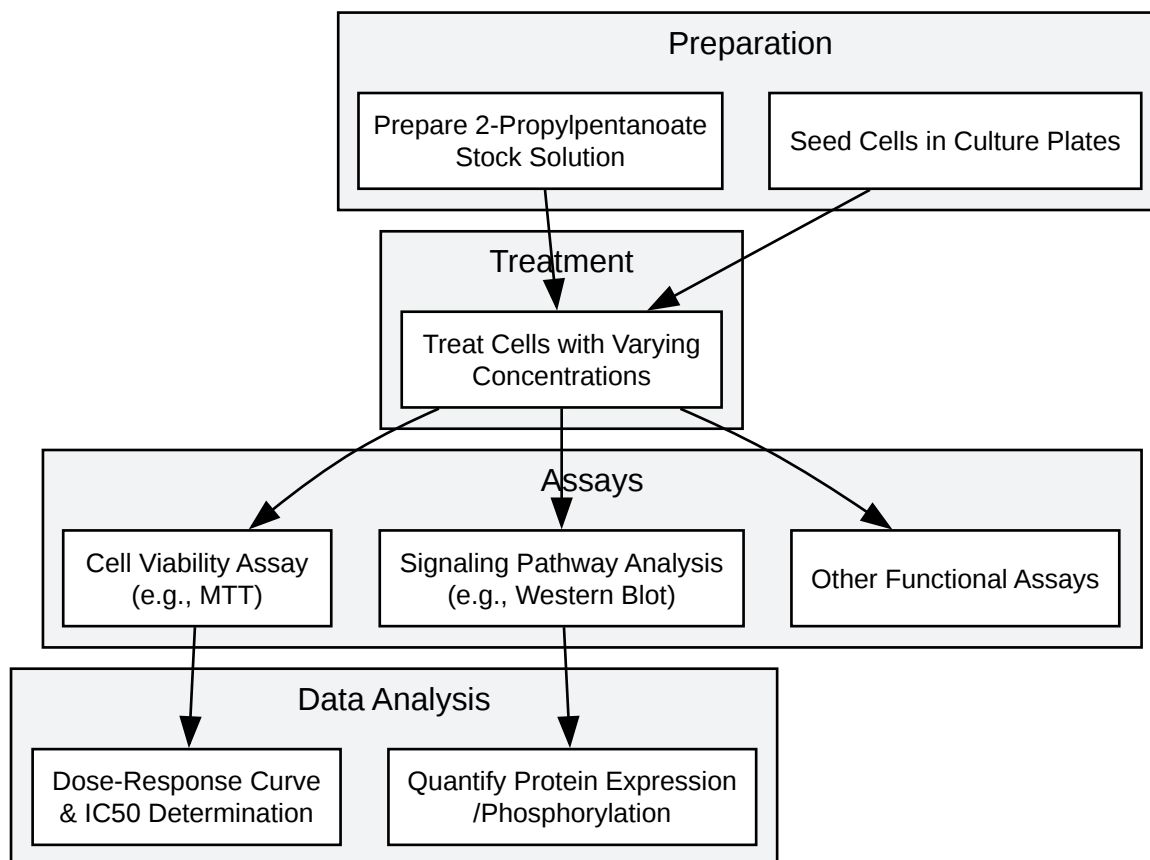 Preparation
Prepare 2-Propylpentanoate
Stock Solution
Seed Cells in Culture Plates
Treatment
Treat Cells with Varying
Concentrations
Assays
Cell Viability Assay
(e.g., MTT)
Signaling Pathway Analysis
(e.g., Western Blot)
Other Functional Assays
Data Analysis
Dose-Response Curve
& IC50 Determination
Quantify Protein Expression
/Phosphorylation